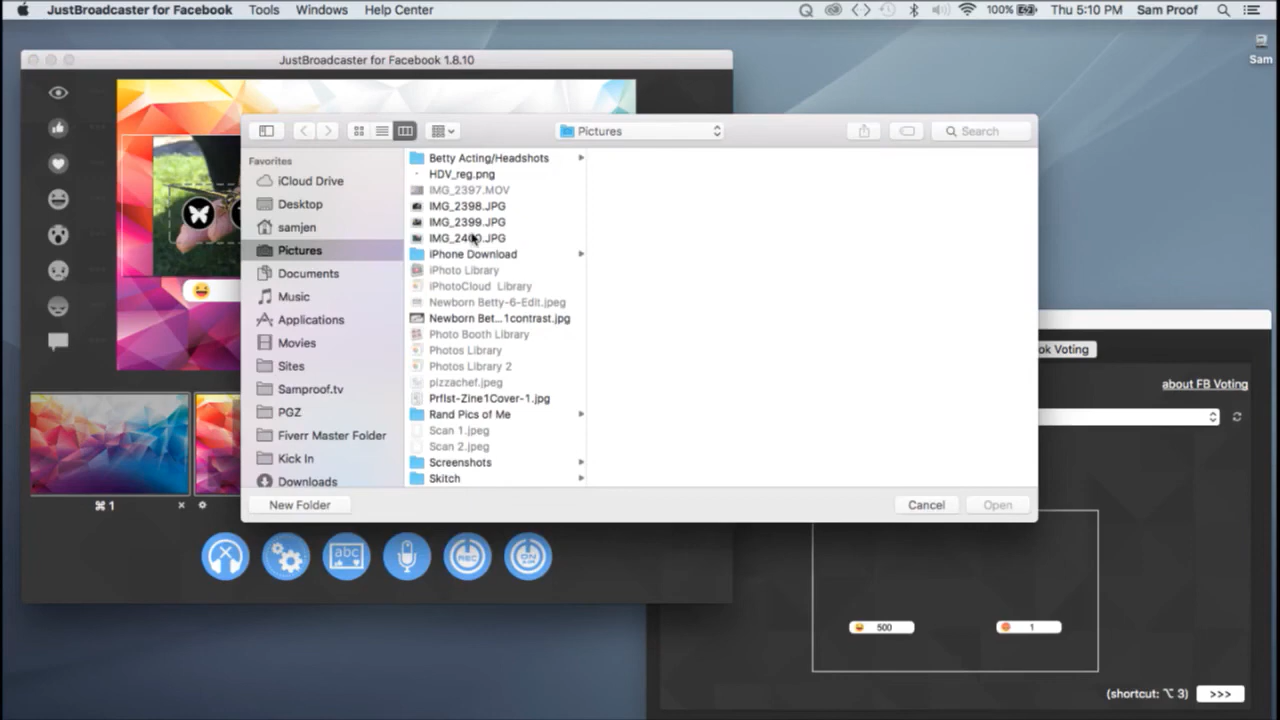 JustBroadcaster for Facebook Tools Windows Help Center 100% Thu 5:10 PM Sam Proof
Sam
JustBroadcaster for Facebook 1.8.10
Pictures
Search
Favorites
iCloud Drive
Desktop
samjen
Pictures
Documents
Music
Applications
Movies
Sites
Samproof.tv
PGZ
Fiverr Master Folder
Kick In
Downloads
Betty Acting/Headshots
HDV_reg.png
IMG_2397.MOV
IMG_2398.JPG
IMG_2399.JPG
IMG_2400.JPG
iPhone Download
iPhoto Library
iPhotoCloud Library
Newborn Betty-6-Edit.jpeg
Newborn Bet...1contrast.jpg
Photo Booth Library
Photos Library
Photos Library 2
pizzachef.jpeg
Prflst-Zine1Cover-1.jpg
Rand Pics of Me
Scan 1.jpeg
Scan 2.jpeg
Screenshots
Skitch
New Folder
Cancel
Open
ok Voting
about FB Voting
⌘1
abc
REC
ON
500
1
(shortcut: ⌥ 3) >>>